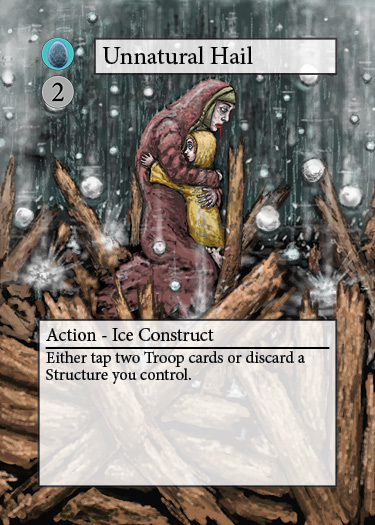 Unnatural Hail
2
Action - Ice Construct
Either tap two Troop cards or discard a
Structure you control.